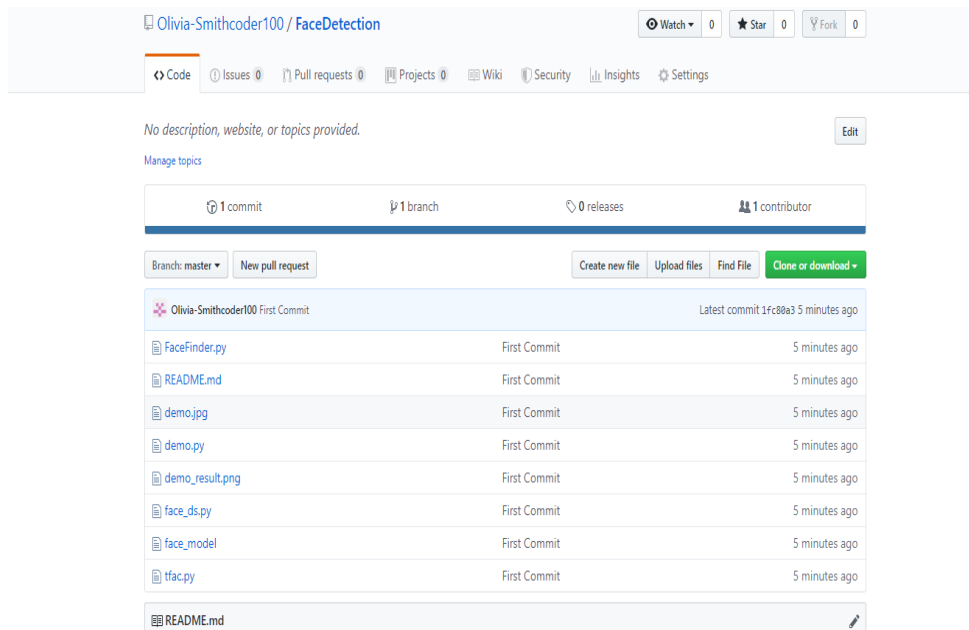 Olivia-Smithcoder100 / FaceDetection
Watch 0 Star 0 Fork 0
Code Issues 0 Pull requests 0 Projects 0 Wiki Security Insights Settings
No description, website, or topics provided.
Edit
Manage topics
1 commit 1 branch 0 releases 1 contributor
Branch: master New pull request Create new file Upload files Find File Clone or download
Olivia-Smithcoder100 First Commit Latest commit 1fc80a3 5 minutes ago
FaceFinder.py First Commit 5 minutes ago
README.md First Commit 5 minutes ago
demo.jpg First Commit 5 minutes ago
demo.py First Commit 5 minutes ago
demo_result.png First Commit 5 minutes ago
face_ds.py First Commit 5 minutes ago
face_model First Commit 5 minutes ago
tfac.py First Commit 5 minutes ago
README.md